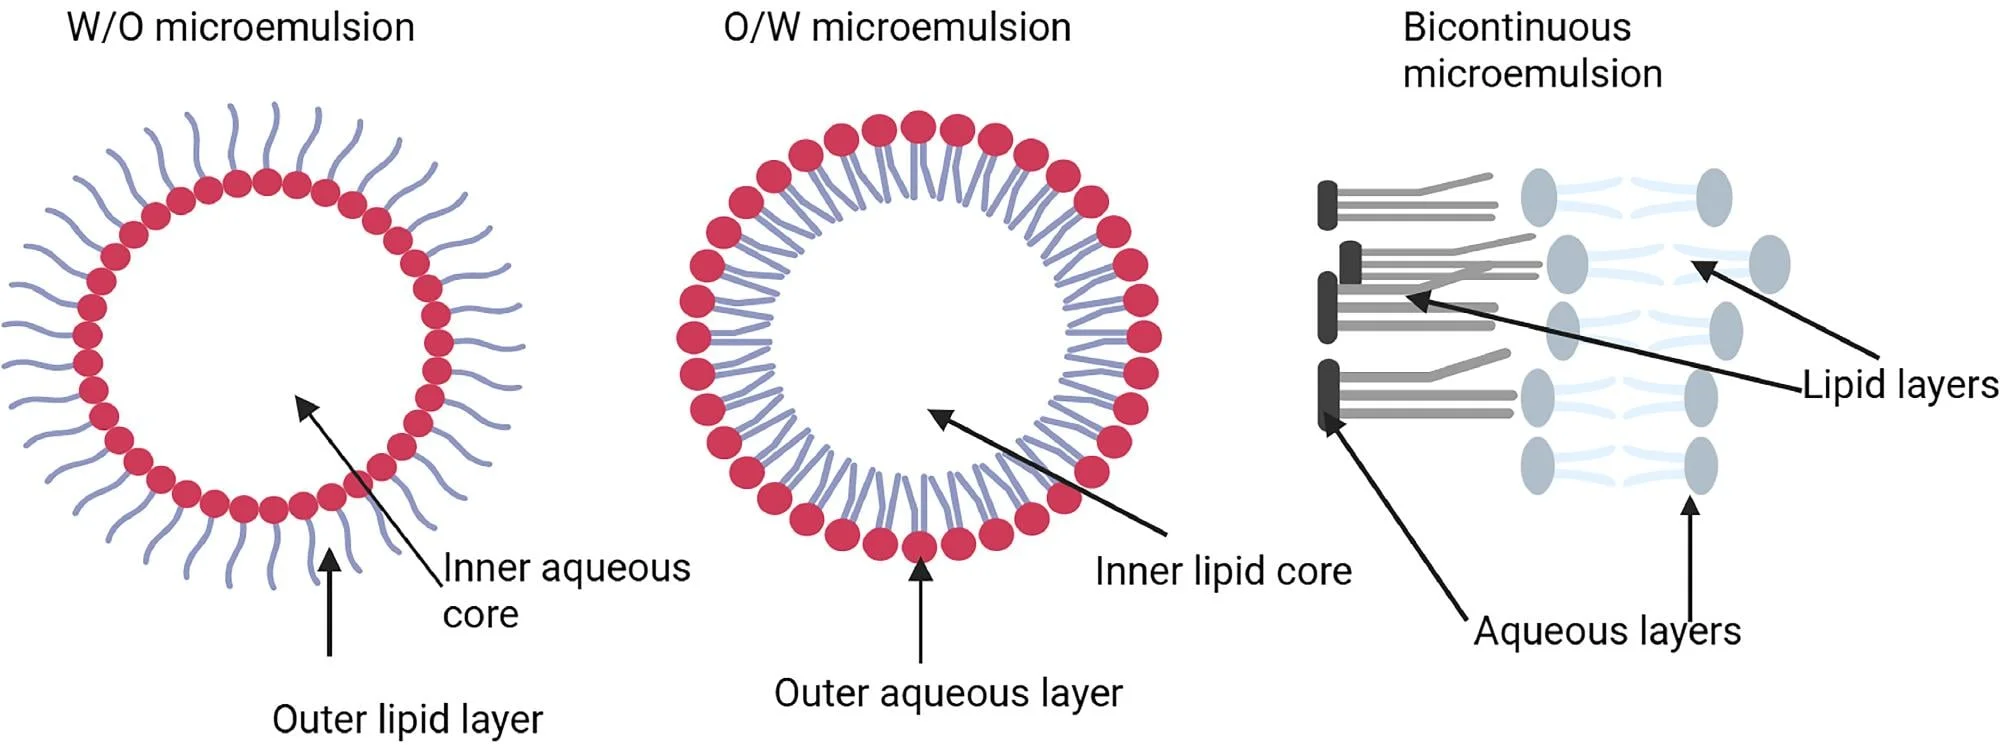 W/O microemulsion
O/W microemulsion
Bicontinuous
microemulsion
Lipid layers
Inner aqueous
core
Inner lipid core
Aqueous layers
Outer aqueous layer
Outer lipid layer